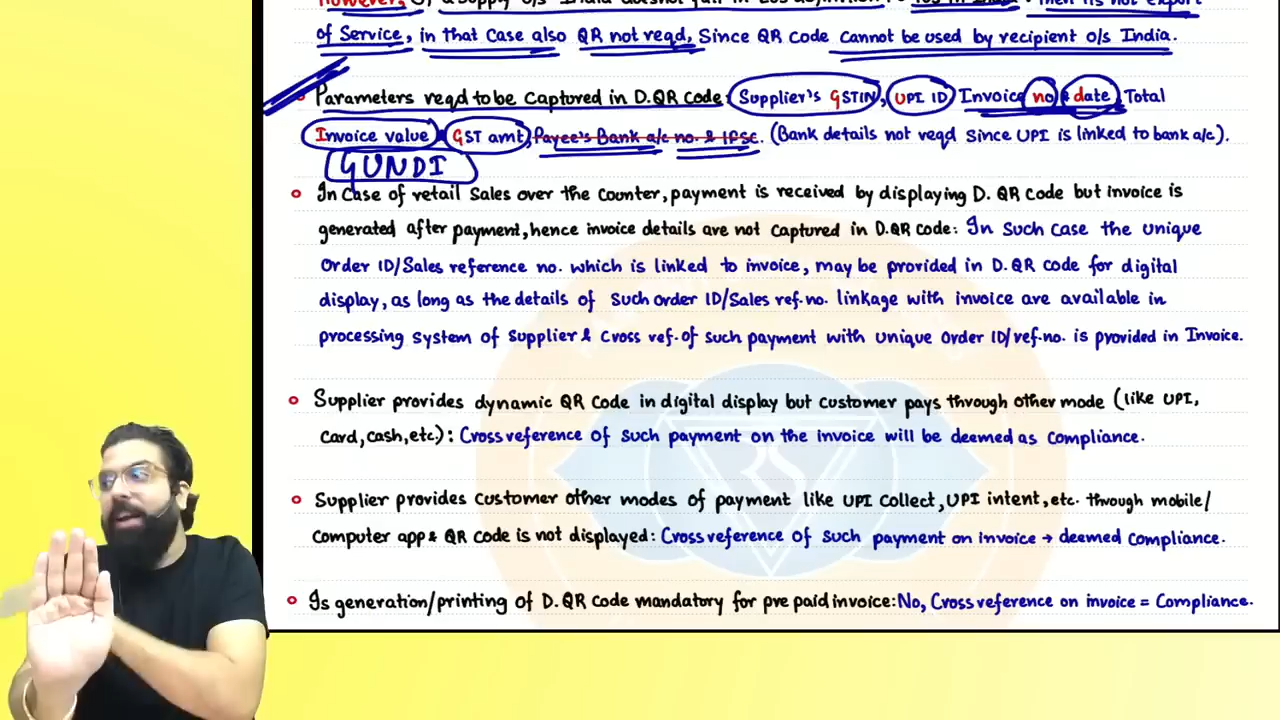 However, of a supply o/s India doesnot fall in
of Service, in that case also QR not reqd, Since QR code cannot be used by recipient o/s India.
Parameters reqd to be Captured in D.QR Code: Supplier's GSTIN, UPI ID, Invoice no & date, Total
Invoice value & GST amt, Payee's Bank a/c no. & IFSC. (Bank details not reqd since UPI is linked to bank a/c).
GUNDI
In Case of retail Sales over the Counter, payment is received by displaying D. QR code but invoice is
generated after payment, hence invoice details are not Captured in D.QR code: In Such Case the unique
Order ID/Sales reference no. which is linked to invoice, may be provided in D.QR code for digital
display, as long as the details of Such order ID/Sales ref.no. linkage with invoice are available in
processing system of Supplier & Cross ref. of such payment with unique Order ID/ref.no. is provided in Invoice.
Supplier provides dynamic QR Code in digital display but customer pays through other mode (like UPI,
Card, cash, etc.): Cross reference of Such payment on the invoice will be deemed as Compliance.
Supplier provides Customer other modes of payment like UPI Collect, UPI intent, etc. through mobile/
Computer app & QR code is not displayed: Cross reference of Such payment on invoice → deemed Compliance.
Is generation/printing of D.QR Code mandatory for pre paid invoice: No, Cross reference on invoice = Compliance.